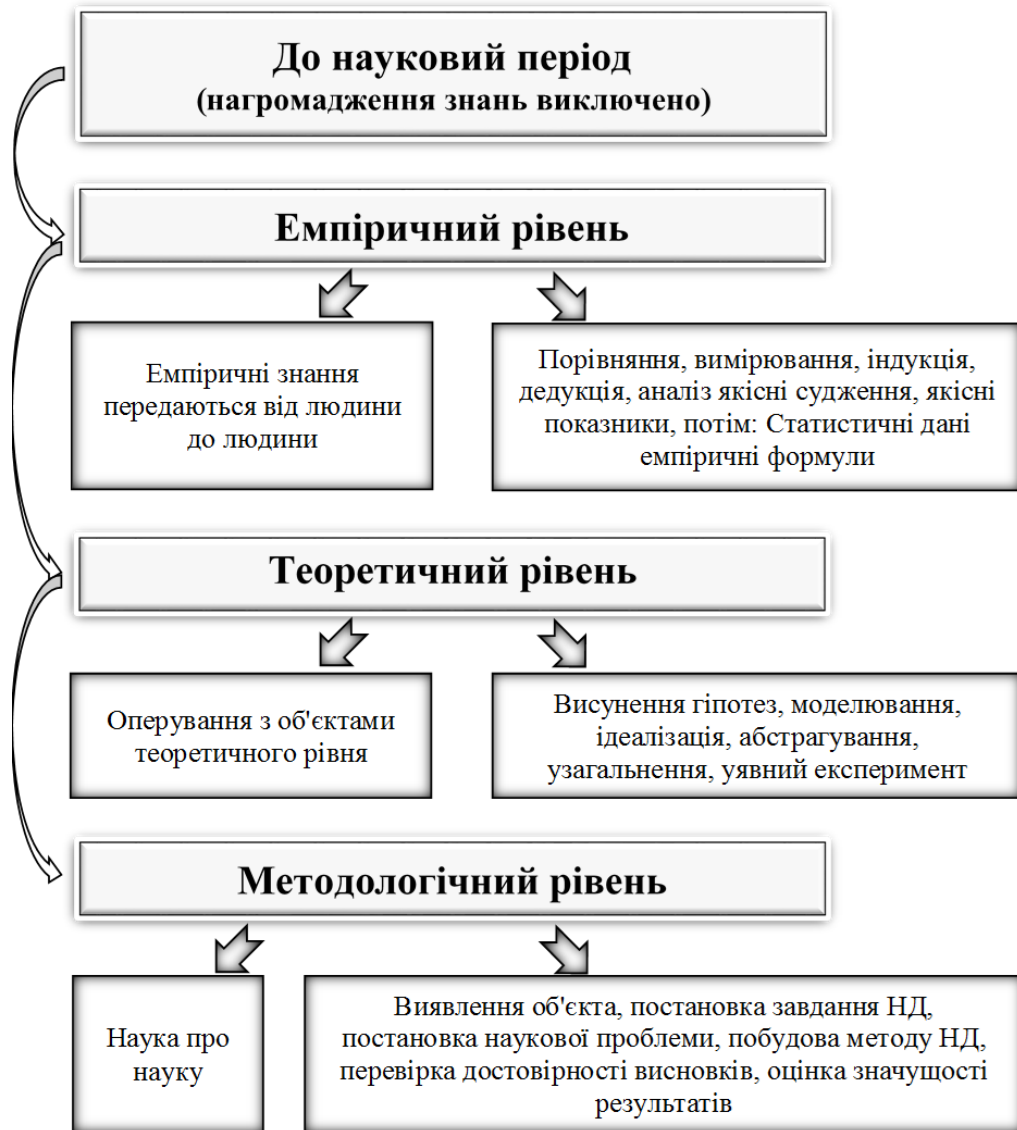 До науковий період
(нагромадження знань виключено)
Емпіричний рівень
Емпіричні знання
передаються від людини
до людини
Порівняння, вимірювання, індукція,
дедукція, аналіз якісні судження, якісні
показники, потім: Статистичні дані
емпіричні формули
Теоретичний рівень
Оперування з об'єктами
теоретичного рівня
Висунення гіпотез, моделювання,
ідеалізація, абстрагування,
узагальнення, уявний експеримент
Методологічний рівень
Наука про
науку
Виявлення об'єкта, постановка завдання НД,
постановка наукової проблеми, побудова методу НД,
перевірка достовірності висновків, оцінка значущості
результатів